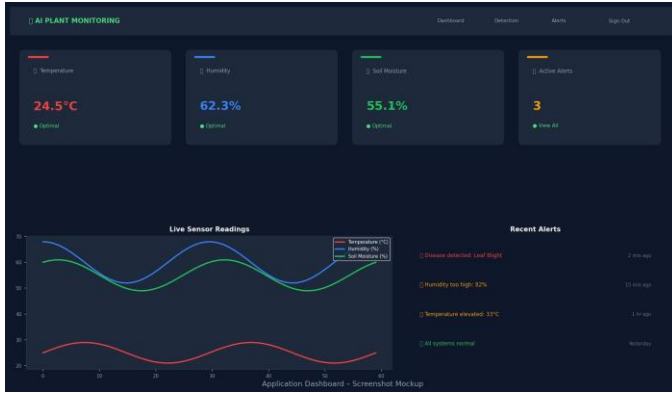 AI PLANT MONITORING
Dashboard Detection Alerts Sign Out
Temperature
24.5°C
Optimal
Humidity
62.3%
Optimal
Soil Moisture
55.1%
Optimal
Active Alerts
3
View All
Live Sensor Readings
Temperature (°C)
Humidity (%)
Soil Moisture (%)
70
60
50
40
30
20
0 10 20 30 40 50 60
Recent Alerts
Disease detected: Leaf Blight 2 min ago
Humidity too high: 82% 15 min ago
Temperature elevated: 33°C 1 hr ago
All systems normal Yesterday
Application Dashboard – Screenshot Mockup